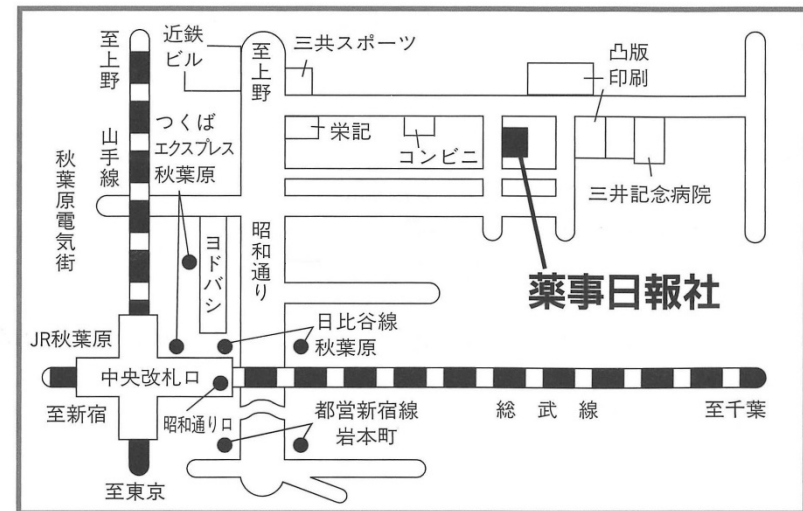 至上野
近鉄
ビル
至上野
三共スポーツ
凸版
印刷
山手線
つくば
エクスプレス
秋葉原
栄記
コンビニ
秋葉原電気街
三井記念病院
ヨドバシ
昭和通り
薬事日報社
JR秋葉原
日比谷線
秋葉原
中央改札口
至新宿
昭和通り口
都営新宿線
岩本町
総武線
至千葉
至東京